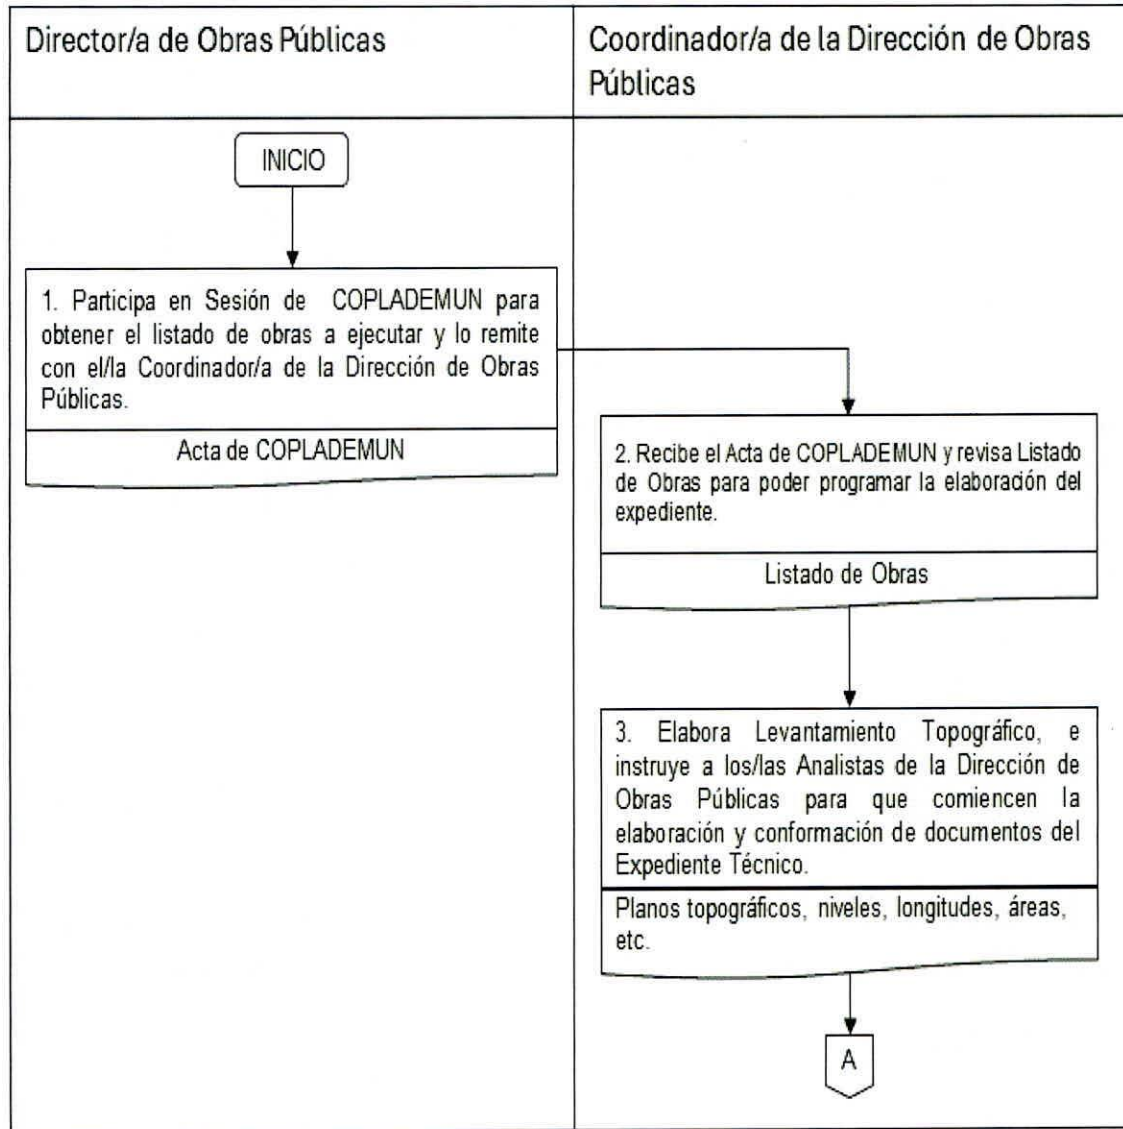 Director/a de Obras Públicas
Coordinador/a de la Dirección de Obras
Públicas
INICIO
1. Participa en Sesión de COPLADEMUN para
obtener el listado de obras a ejecutar y lo remite
con el/la Coordinador/a de la Dirección de Obras
Públicas.
Acta de COPLADEMUN
2. Recibe el Acta de COPLADEMUN y revisa Listado
de Obras para poder programar la elaboración del
expediente.
Listado de Obras
3. Elabora Levantamiento Topográfico, e
instruye a los/las Analistas de la Dirección de
Obras Públicas para que comiencen la
elaboración y conformación de documentos del
Expediente Técnico.
Planos topográficos, niveles, longitudes, áreas,
etc.
A